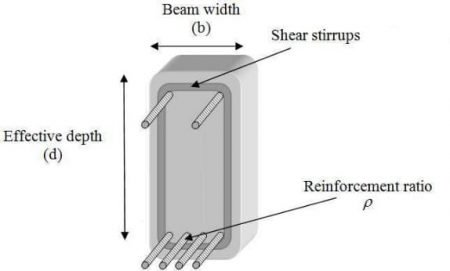 Beam width
(b)
Shear stirrups
Effective depth
(d)
Reinforcement ratio
ρ